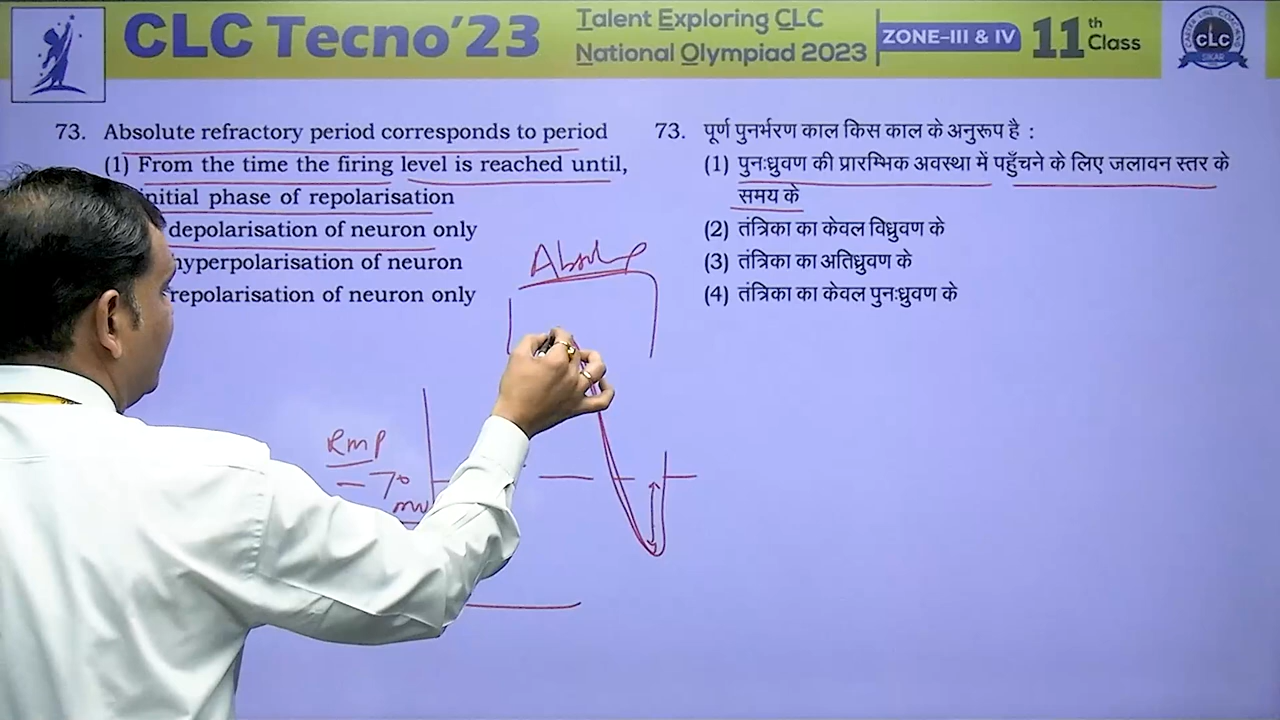 CLC Tecno'23
Talent Exploring CLC
National Olympiad 2023
ZONE–III & IV
11th Class
CLC
SIKAR
73. Absolute refractory period corresponds to period
(1) From the time the firing level is reached until,
initial phase of repolarisation
depolarisation of neuron only
hyperpolarisation of neuron
repolarisation of neuron only
73. पूर्ण पुनर्भरण काल किस काल के अनुरूप है :
(1) पुनःध्रुवण की प्रारम्भिक अवस्था में पहुँचने के लिए जलावन स्तर के
समय के
(2) तंत्रिका का केवल विध्रुवण के
(3) तंत्रिका का अतिध्रुवण के
(4) तंत्रिका का केवल पुनःध्रुवण के
RMP
– 70
mV